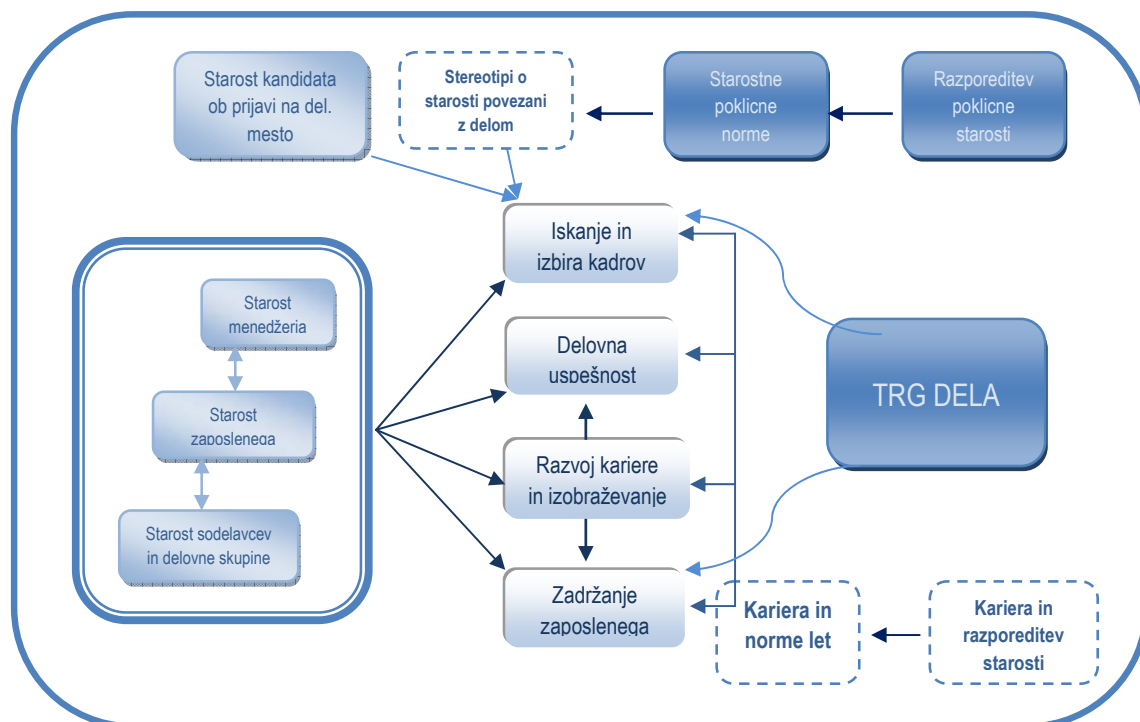 Starost kandidata
ob prijavi na del.
mesto
Stereotipi o
starosti povezani
z delom
Starostne
poklicne
norme
Razporeditev
poklicne
starosti
Iskanje in
izbira kadrov
Starost
menedžerja
Delovna
uspešnost
TRG DELA
Starost
zaposlenega
Razvoj kariere
in izobraževanje
Starost sodelavcev
in delovne skupine
Zadržanje
zaposlenega
Kariera in
norme let
Kariera in
razporeditev
starosti